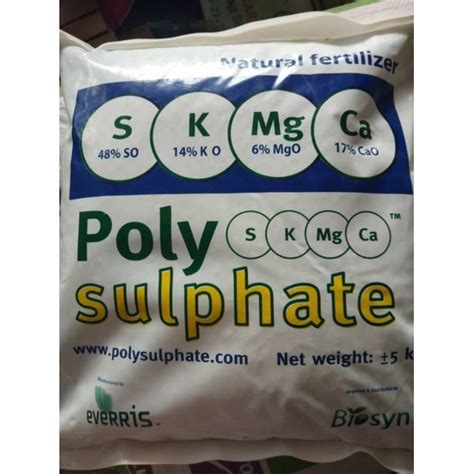 Natural fertilizer
S K Mg Ca
48% SO 14% K O 6% MgO 17% CaO
Poly S K Mg Ca ™
sulphate
www.polysulphate.com Net weight: ±5 k
everris
Biosyn